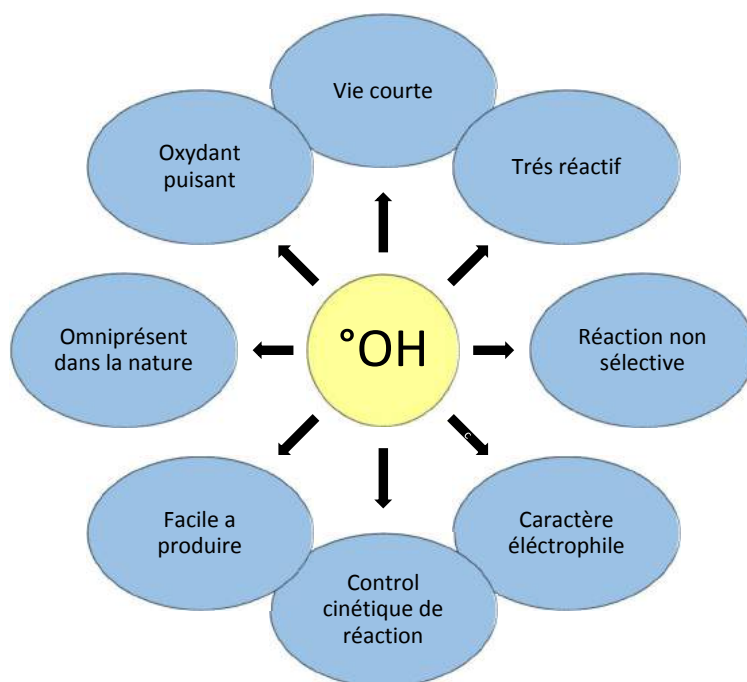 Vie courte
Trés réactif
Réaction non
sélective
Caractère
éléctrophile
Control
cinétique de
réaction
Facile a
produire
Omniprésent
dans la nature
Oxydant
puisant
°OH
C